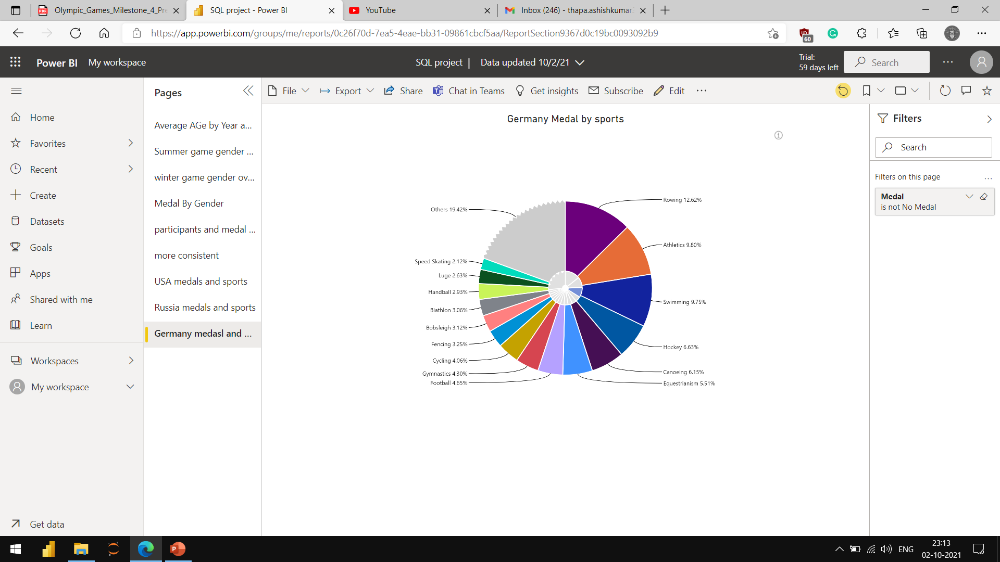 Olympic_Games_Milestone_4_Pre
SQL project - Power BI
YouTube
Inbox (246) - thapa.ashishkumar
https://app.powerbi.com/groups/me/reports/0c26f70d-7ea5-4eae-bb31-09861cbcf5aa/ReportSection9367d0c19bc0093092b9
60
Power BI My workspace
SQL project | Data updated 10/2/21
Trial:
59 days left
Search
Home
Favorites
Recent
Create
Datasets
Goals
Apps
Shared with me
Learn
Workspaces
My workspace
Get data
Pages
Average AGe by Year a...
Summer game gender ...
winter game gender ov...
Medal By Gender
participants and medal ...
more consistent
USA medals and sports
Russia medals and sports
Germany medasl and ...
File Export Share Chat in Teams Get insights Subscribe Edit
Germany Medal by sports
Rowing 12.62%
Athletics 9.80%
Swimming 9.75%
Hockey 6.63%
Canoeing 6.15%
Equestrianism 5.51%
Football 4.65%
Gymnastics 4.30%
Cycling 4.06%
Fencing 3.25%
Bobsleigh 3.12%
Biathlon 3.06%
Handball 2.93%
Luge 2.63%
Speed Skating 2.12%
Others 19.42%
Filters
Search
Filters on this page
Medal
is not No Medal
ENG
23:13
02-10-2021